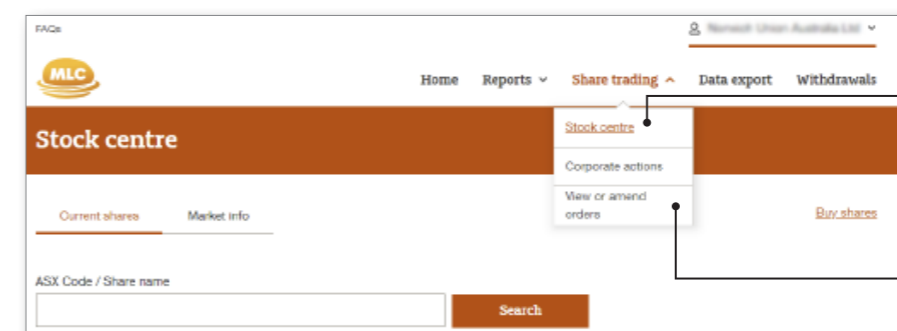 FAQs
MLC
Home Reports Share trading Data export Withdrawals
Stock centre
Stock centre
Corporate actions
View or amend
orders
Current shares Market info
Buy shares
ASX Code / Share name
Search